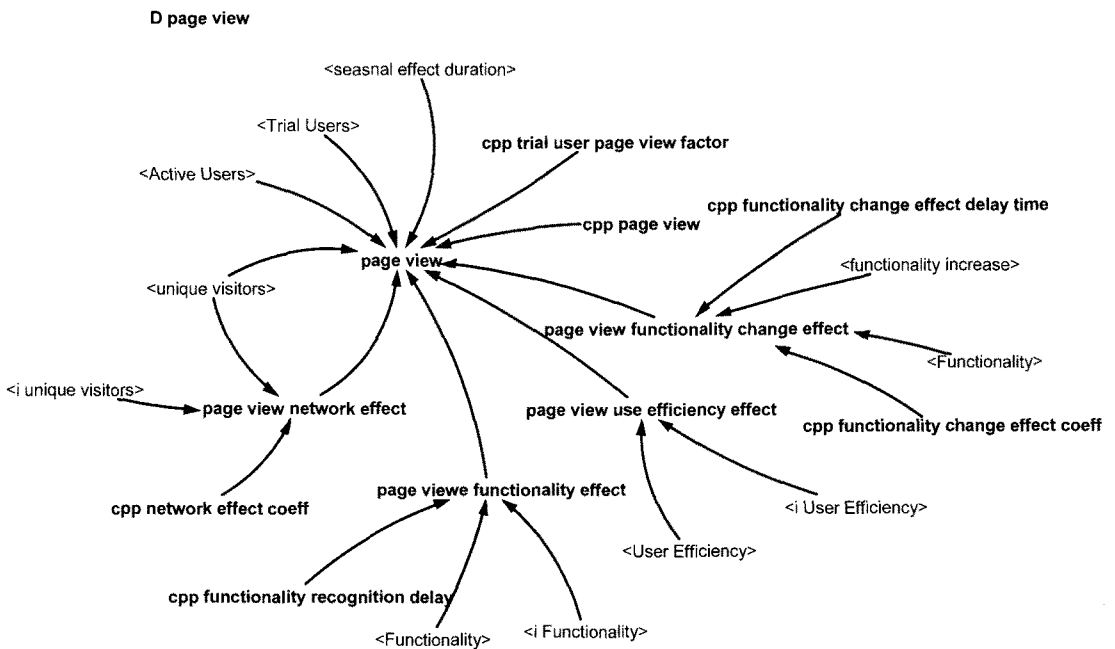 D page view
<seasnal effect duration>
<Trial Users>
cpp trial user page view factor
<Active Users>
cpp functionality change effect delay time
cpp page view
page view
<functionality increase>
<unique visitors>
page view functionality change effect
<Functionality>
<i unique visitors>
page view network effect
page view use efficiency effect
cpp functionality change effect coeff
page viewe functionality effect
cpp network effect coeff
<i User Efficiency>
<User Efficiency>
cpp functionality recognition delay
<Functionality>
<i Functionality>